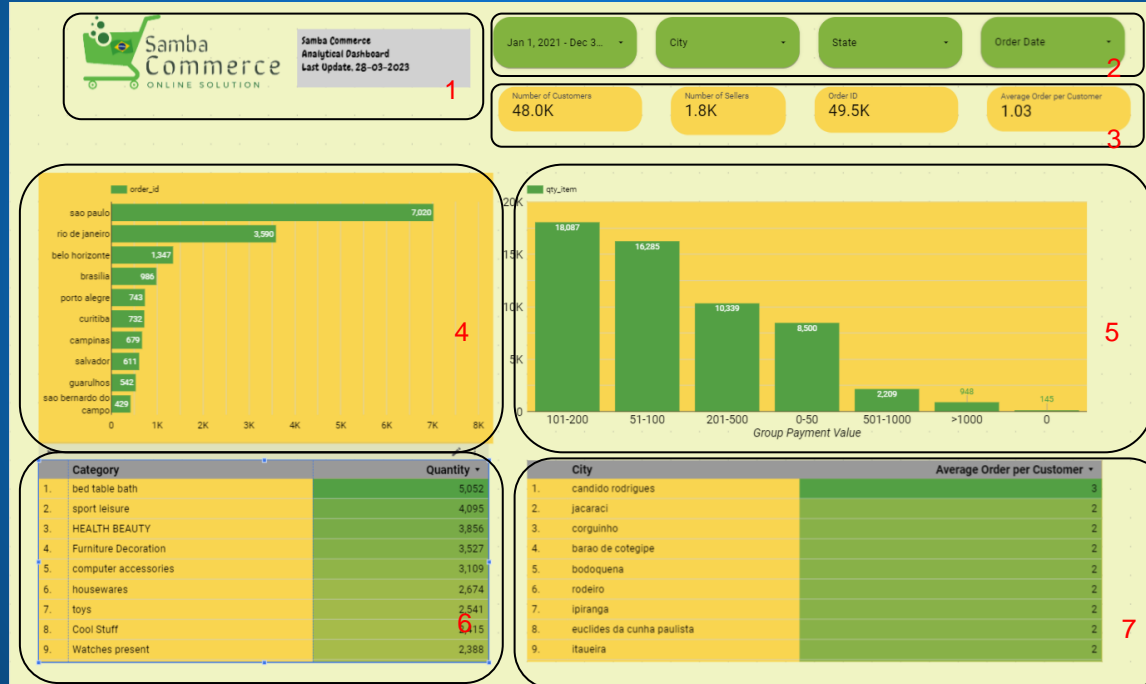 Samba
Commerce
ONLINE SOLUTION
Samba Commerce
Analytical Dashboard
Last Update. 28-03-2023
1
Jan 1, 2021 - Dec 3...
City
State
Order Date
2
Number of Customers
48.0K
Number of Sellers
1.8K
Order ID
49.5K
Average Order per Customer
1.03
3
order_id
sao paulo 7,020
rio de janeiro 3,590
belo horizonte 1,347
brasilia 986
porto alegre 743
curitiba 732
campinas 679
salvador 611
guarulhos 542
sao bernardo do
campo 429
0 1K 2K 3K 4K 5K 6K 7K 8K
4
qty_item
20K
15K
10K
5K
0
18,087
16,285
10,339
8,500
2,209
948
145
101-200 51-100 201-500 0-50 501-1000 >1000 0
Group Payment Value
5
Category Quantity
1. bed table bath 5,052
2. sport leisure 4,095
3. HEALTH BEAUTY 3,856
4. Furniture Decoration 3,527
5. computer accessories 3,109
6. housewares 2,674
7. toys 2,541
8. Cool Stuff 2,415
9. Watches present 2,388
6
City Average Order per Customer
1. candido rodrigues 3
2. jacaraci 2
3. corguinho 2
4. barao de cotegipe 2
5. bodoquena 2
6. rodeiro 2
7. ipiranga 2
8. euclides da cunha paulista 2
9. itaueira 2
7